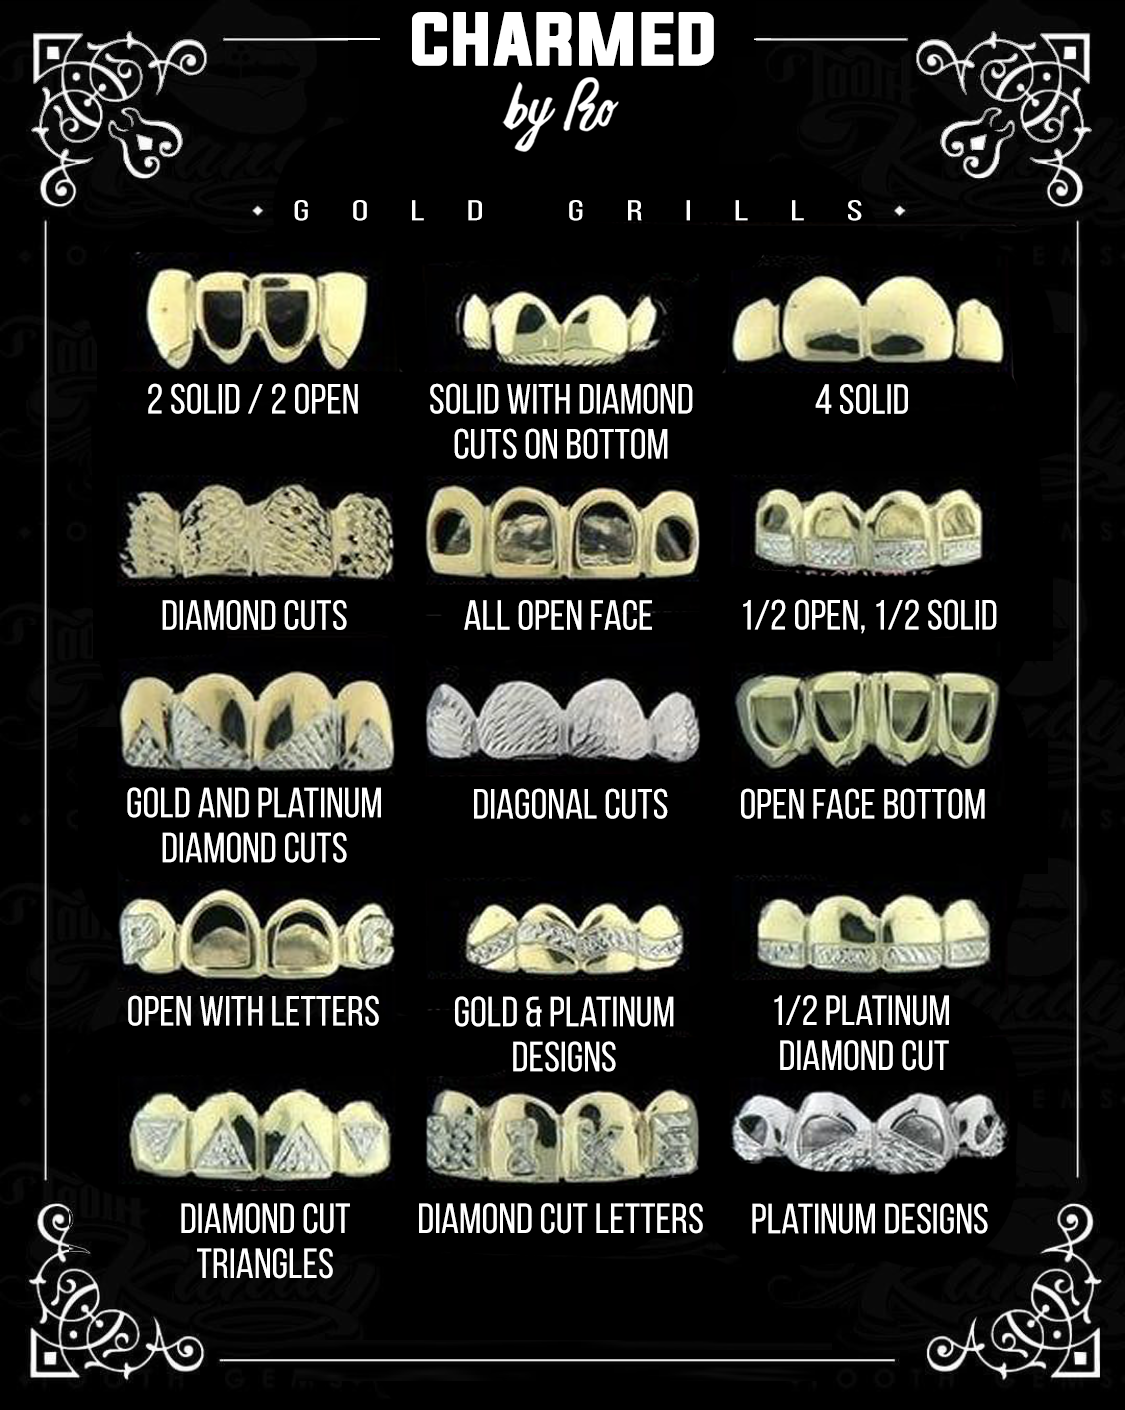 CHARMED
by Ro
GOLD GRILLS
2 SOLID / 2 OPEN
SOLID WITH DIAMOND
CUTS ON BOTTOM
4 SOLID
DIAMOND CUTS
ALL OPEN FACE
1/2 OPEN, 1/2 SOLID
GOLD AND PLATINUM
DIAMOND CUTS
DIAGONAL CUTS
OPEN FACE BOTTOM
OPEN WITH LETTERS
GOLD & PLATINUM
DESIGNS
1/2 PLATINUM
DIAMOND CUT
DIAMOND CUT
TRIANGLES
DIAMOND CUT LETTERS
PLATINUM DESIGNS